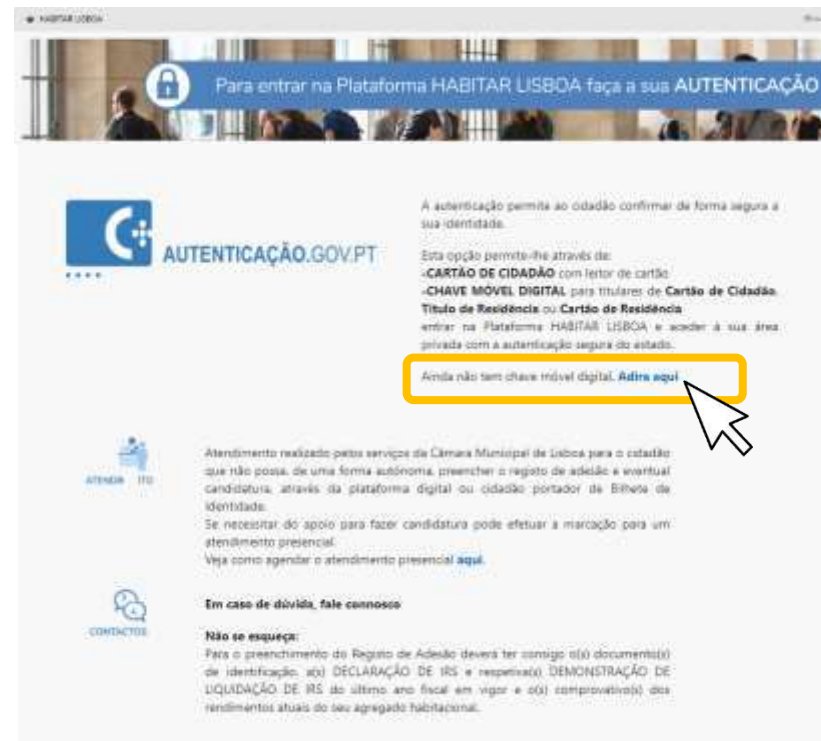 HABITAR LISBOA
Para entrar na Plataforma HABITAR LISBOA faça a sua AUTENTICAÇÃO
A autenticação permite ao cidadão confirmar de forma segura a
sua identidade.
AUTENTICAÇÃO.GOV.PT
Esta opção permite-lhe através de:
-CARTÃO DE CIDADÃO com leitor de cartão
-CHAVE MÓVEL DIGITAL para titulares de Cartão de Cidadão,
Título de Residência ou Cartão de Residência
entrar na Plataforma HABITAR LISBOA e aceder à sua área
privada com a autenticação segura do estado.
Ainda não tem chave móvel digital. Adira aqui
Atendimento realizado pelos serviços da Câmara Municipal de Lisboa para o cidadão
que não possa, de uma forma autónoma, preencher o registo de adesão e eventual
candidatura, através da plataforma digital ou cidadão portador de Bilhete de
Identidade.
Se necessitar do apoio para fazer candidatura pode efetuar a marcação para um
atendimento presencial.
Veja como agendar o atendimento presencial aqui.
CONTACTOS
Em caso de dúvida, fale connosco
Não se esqueça:
Para o preenchimento do Registo de Adesão deverá ter consigo o(s) documento(s)
de identificação, a(s) DECLARAÇÃO DE IRS e respetiva(s) DEMONSTRAÇÃO DE
LIQUIDAÇÃO DE IRS do último ano fiscal em vigor e o(s) comprovativo(s) dos
rendimentos atuais do seu agregado habitacional.